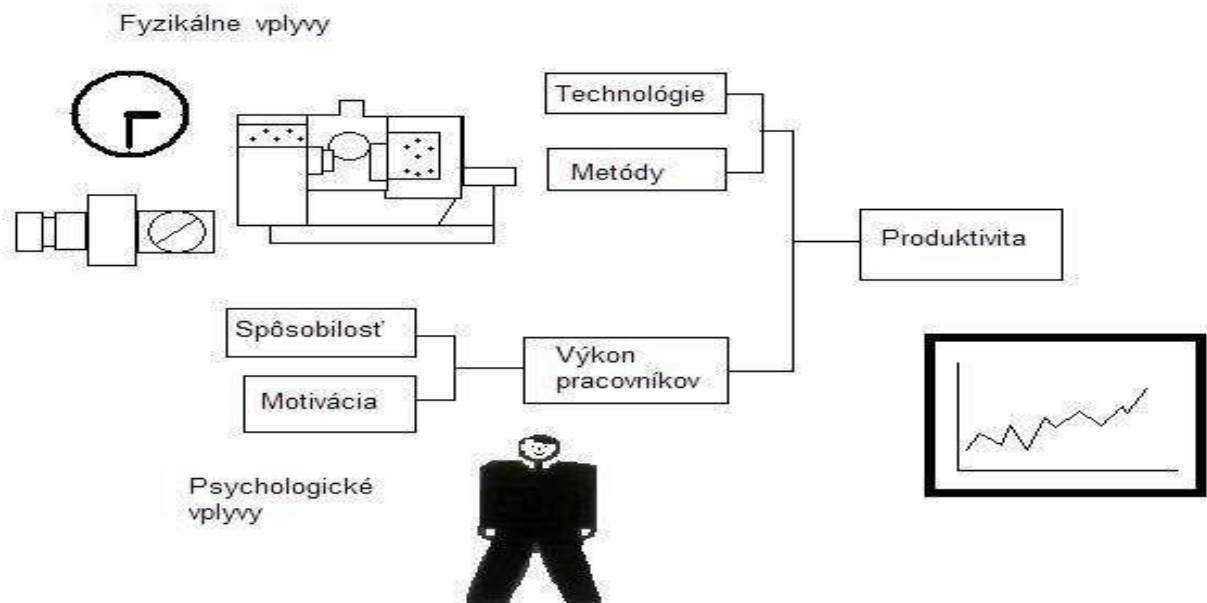 Fyzikálne vplyvy
Technológie
Metódy
Produktivita
Spôsobilosť
Motivácia
Výkon
pracovníkov
Psychologické
vplyvy